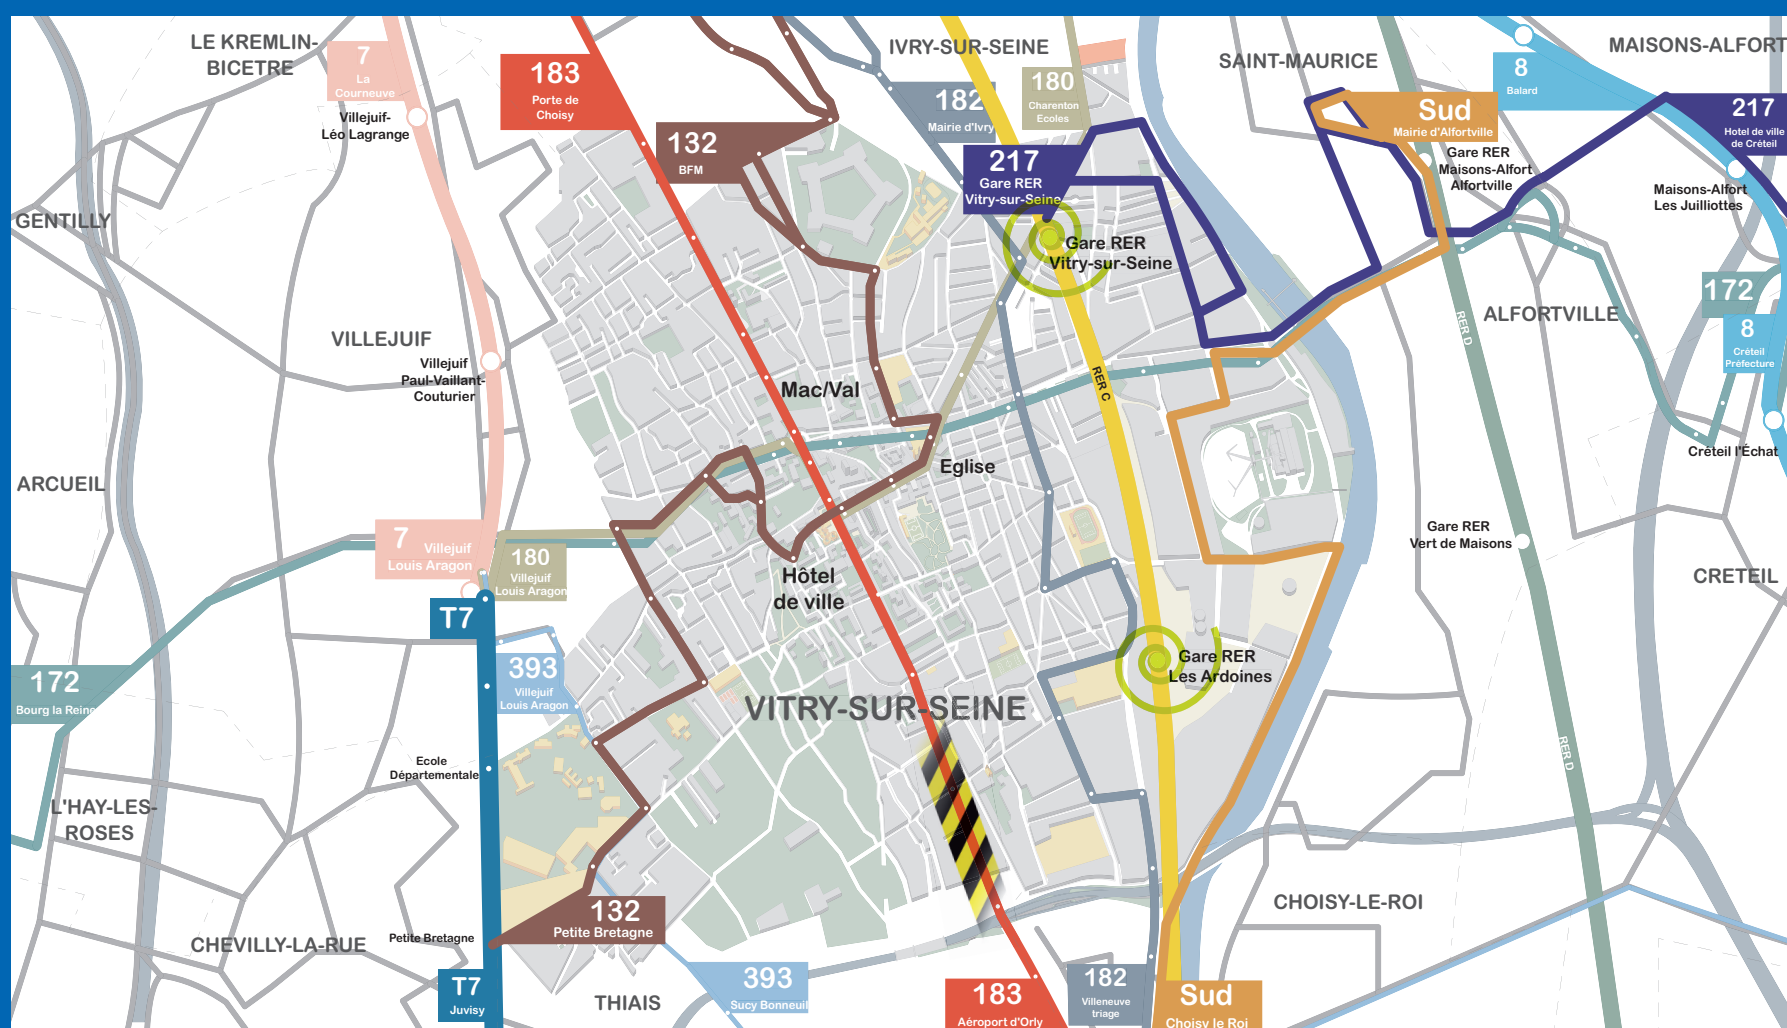 LE KREMLIN-
BICETRE
7
La
Courneuve
Villejuif-
Léo Lagrange
183
Porte de
Choisy
132
BFM
IVRY-SUR-SEINE
182
Mairie d'Ivry
180
Charenton
Ecoles
217
Gare RER
Vitry-sur-Seine
SAINT-MAURICE
Sud
Mairie d'Alfortville
Gare RER
Maisons-Alfort
Alfortville
8
Balard
MAISONS-ALFORT
217
Hotel de ville
de Créteil
Maisons-Alfort
Les Juilliottes
GENTILLY
Gare RER
Vitry-sur-Seine
VILLEJUIF
Villejuif
Paul-Vaillant-
Couturier
Mac/Val
RER C
RER D
ALFORTVILLE
172
8
Créteil
Préfecture
Créteil l'Échat
ARCUEIL
Eglise
7
Villejuif
Louis Aragon
180
Villejuif
Louis Aragon
T7
Hôtel
de ville
Gare RER
Vert de Maisons
CRETEIL
172
Bourg la Reine
393
Villejuif
Louis Aragon
Gare RER
Les Ardoines
VITRY-SUR-SEINE
RER D
Ecole
Départementale
L'HAY-LES-
ROSES
132
Petite Bretagne
CHOISY-LE-ROI
CHEVILLY-LA-RUE
Petite Bretagne
T7
Juvisy
THIAIS
393
Sucy Bonneuil
183
Aéroport d'Orly
182
Villeneuve
triage
Sud
Choisy le Roi